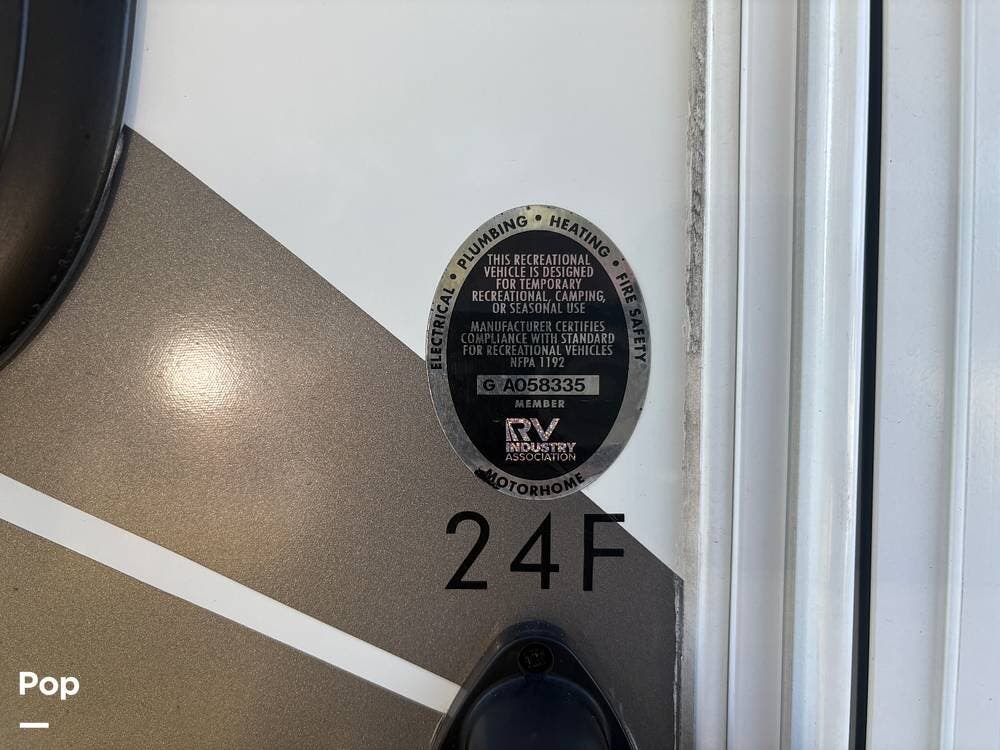 ELECTRICAL • PLUMBING • HEATING • FIRE SAFETY
THIS RECREATIONAL
VEHICLE IS DESIGNED
FOR TEMPORARY
RECREATIONAL, CAMPING,
OR SEASONAL USE
MANUFACTURER CERTIFIES
COMPLIANCE WITH STANDARD
FOR RECREATIONAL VEHICLES
NFPA 1192
G AO58335
MEMBER
RV
INDUSTRY
ASSOCIATION
MOTORHOME
24F
Pop